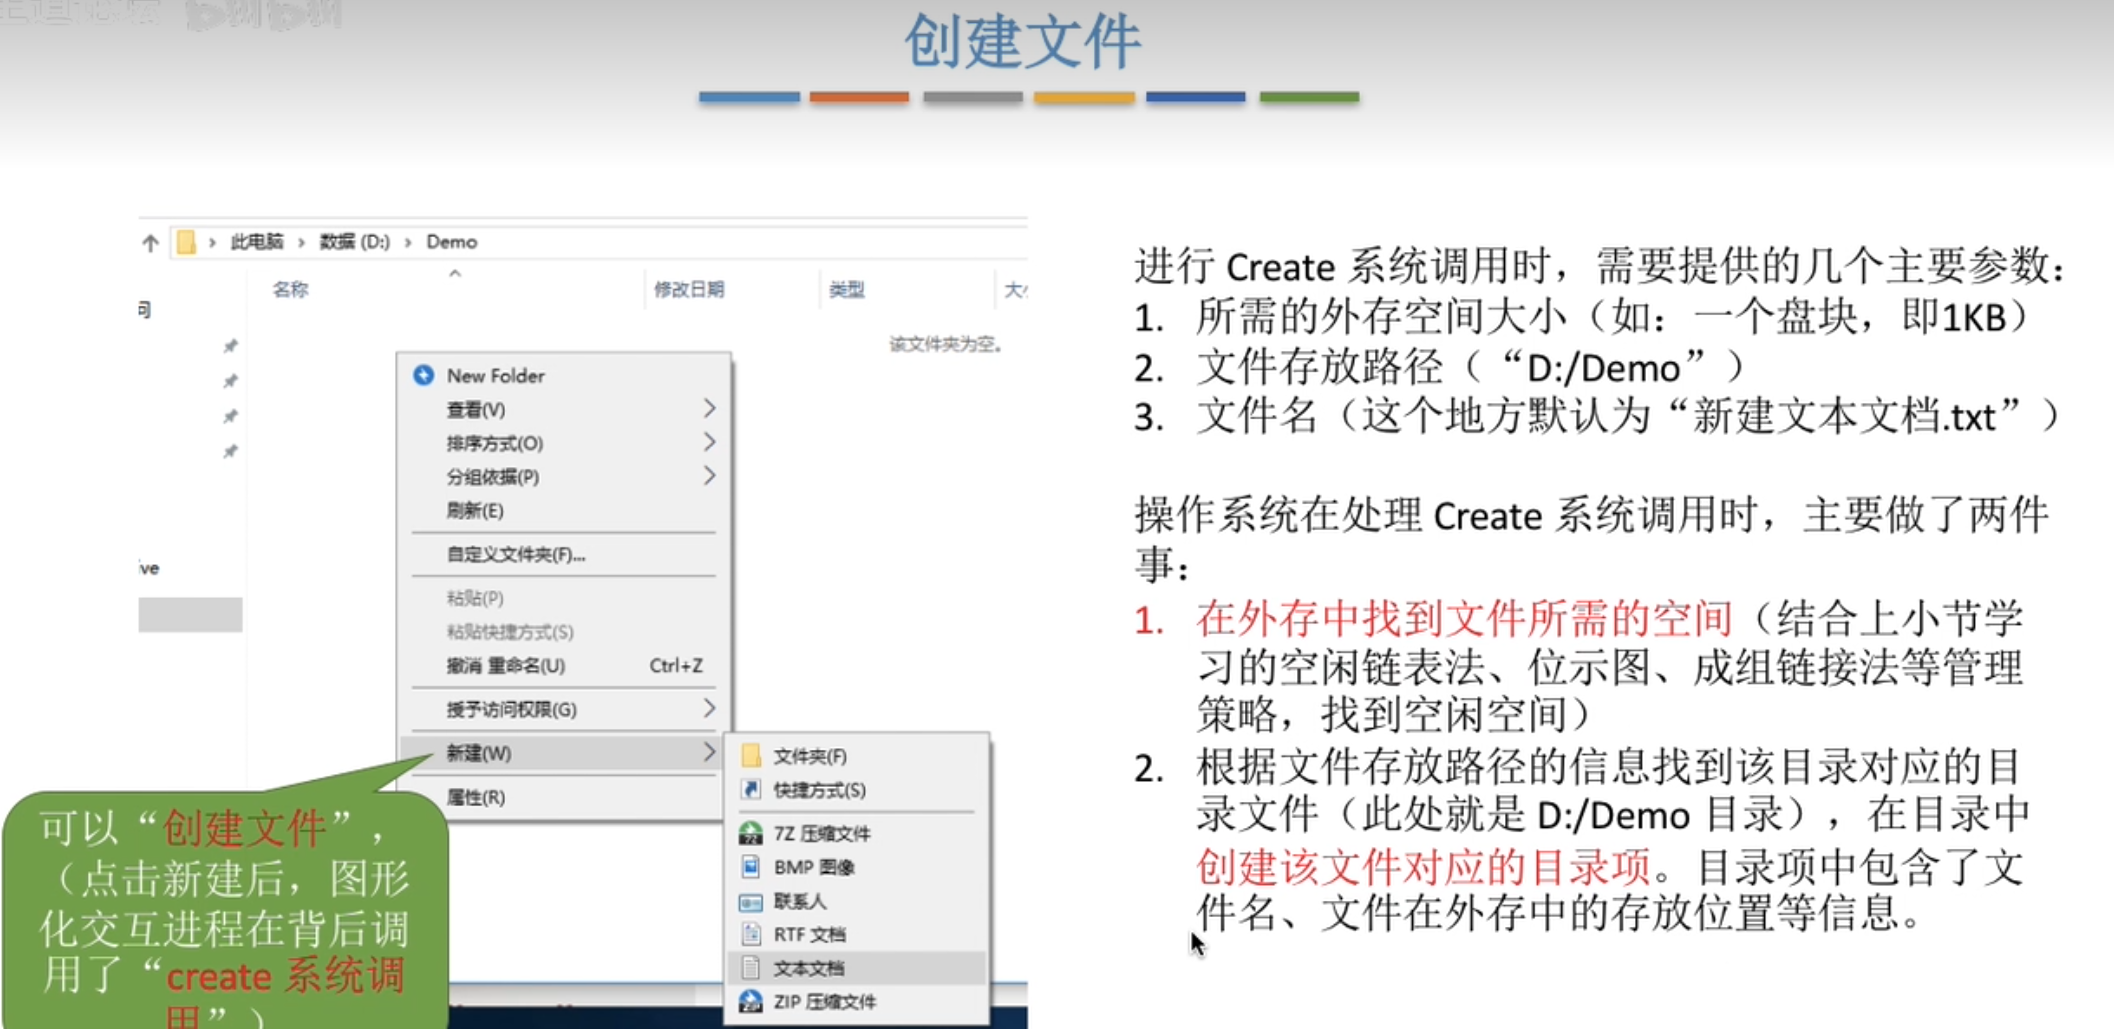 创建文件
此电脑 › 数据 (D:) › Demo
名称 修改日期 类型
该文件夹为空。
New Folder
查看(V)
排序方式(O)
分组依据(P)
刷新(E)
自定义文件夹(F)...
粘贴(P)
粘贴快捷方式(S)
撤消 重命名(U) Ctrl+Z
授予访问权限(G)
新建(W)
属性(R)
文件夹(F)
快捷方式(S)
7Z 压缩文件
BMP 图像
联系人
RTF 文档
文本文档
ZIP 压缩文件
可以“创建文件”，
（点击新建后，图形
化交互进程在背后调
用了“create 系统调
用”）
进行 Create 系统调用时，需要提供的几个主要参数：
1. 所需的外存空间大小（如：一个盘块，即1KB）
2. 文件存放路径（“D:/Demo”）
3. 文件名（这个地方默认为“新建文本文档.txt”）
操作系统在处理 Create 系统调用时，主要做了两件
事：
1. 在外存中找到文件所需的空间（结合上小节学
习的空闲链表法、位示图、成组链接法等管理
策略，找到空闲空间）
2. 根据文件存放路径的信息找到该目录对应的目
录文件（此处就是 D:/Demo 目录），在目录中
创建该文件对应的目录项。目录项中包含了文
件名、文件在外存中的存放位置等信息。